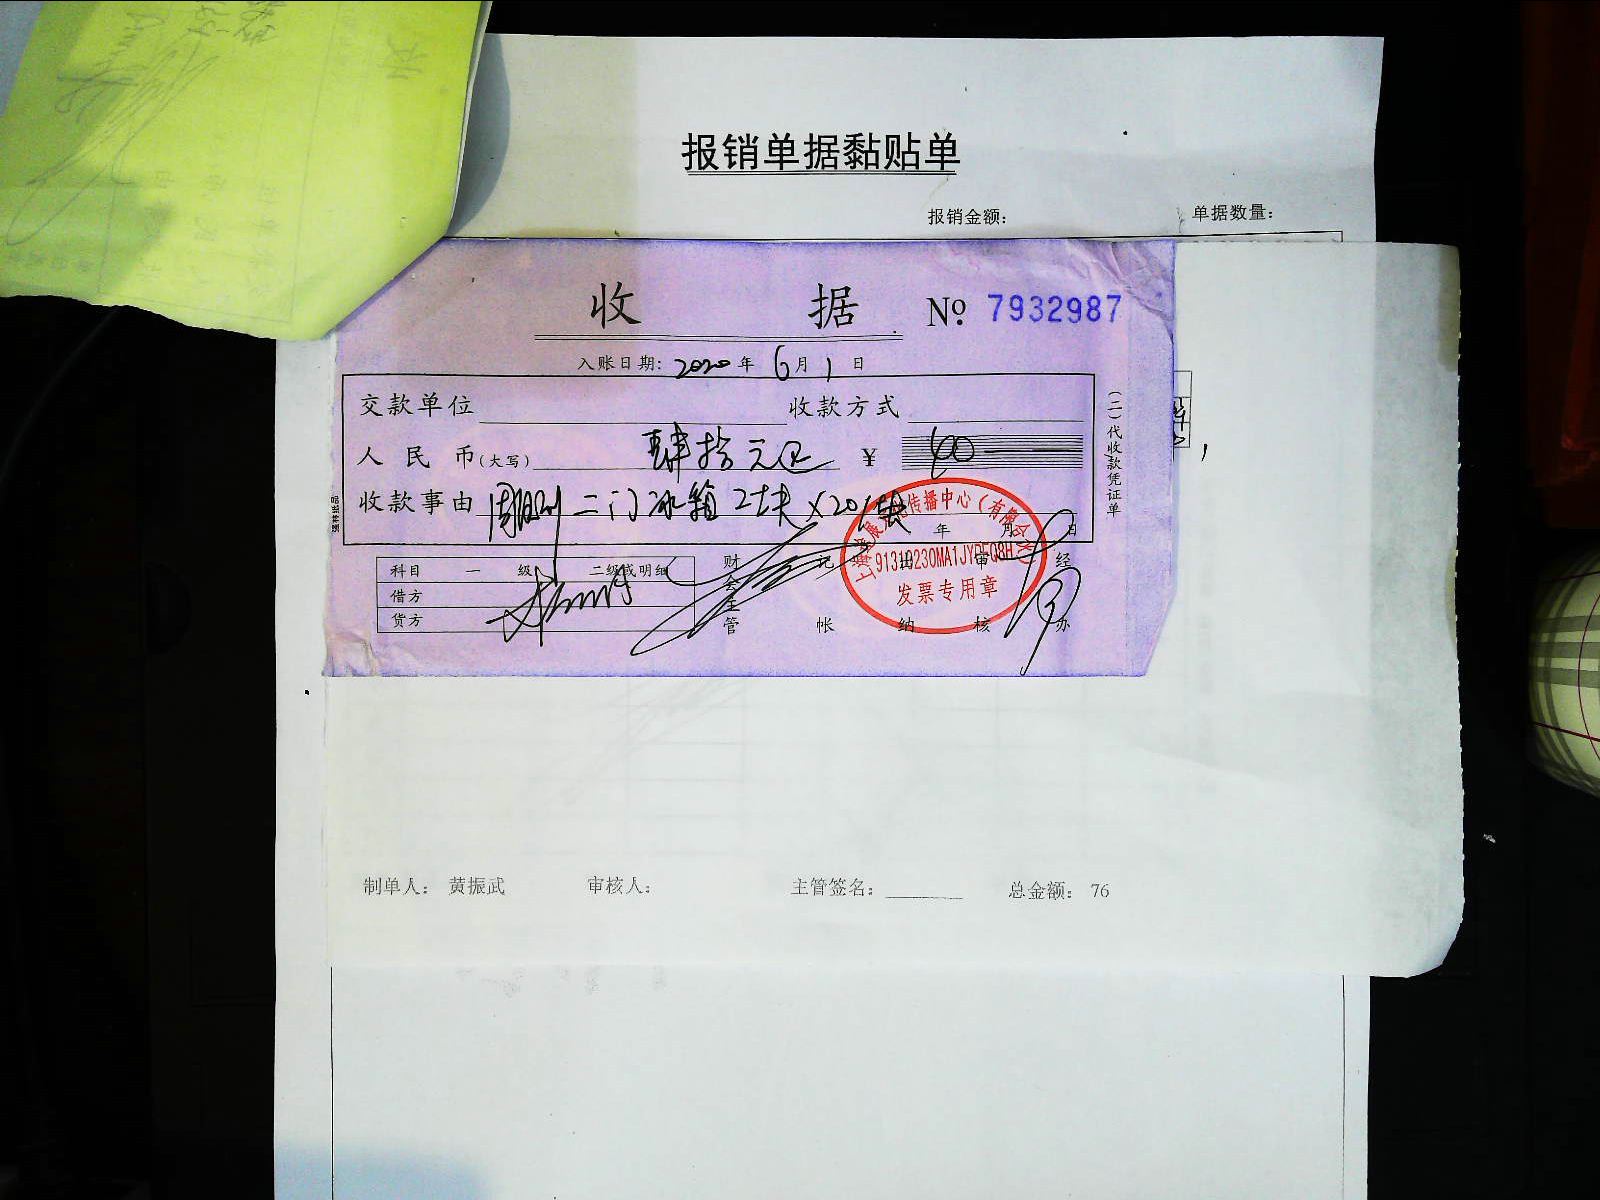 报销单据黏贴单
报销金额： 单据数量：
收 据 № 7932987
入账日期: 2020 年 6 月 1 日
交款单位 收款方式
人 民 币(大写) 肆拾元正 ¥ 40
收款事由 二门冰箱
年 月 日
(二)代收款凭证单
科目 一 级 二级或明细
借方
货方
财会主管 记 帐 出 纳 审 核 经 办
传播中心(有限合伙)
发票专用章
制单人： 黄振武 审核人： 主管签名： 总金额： 76